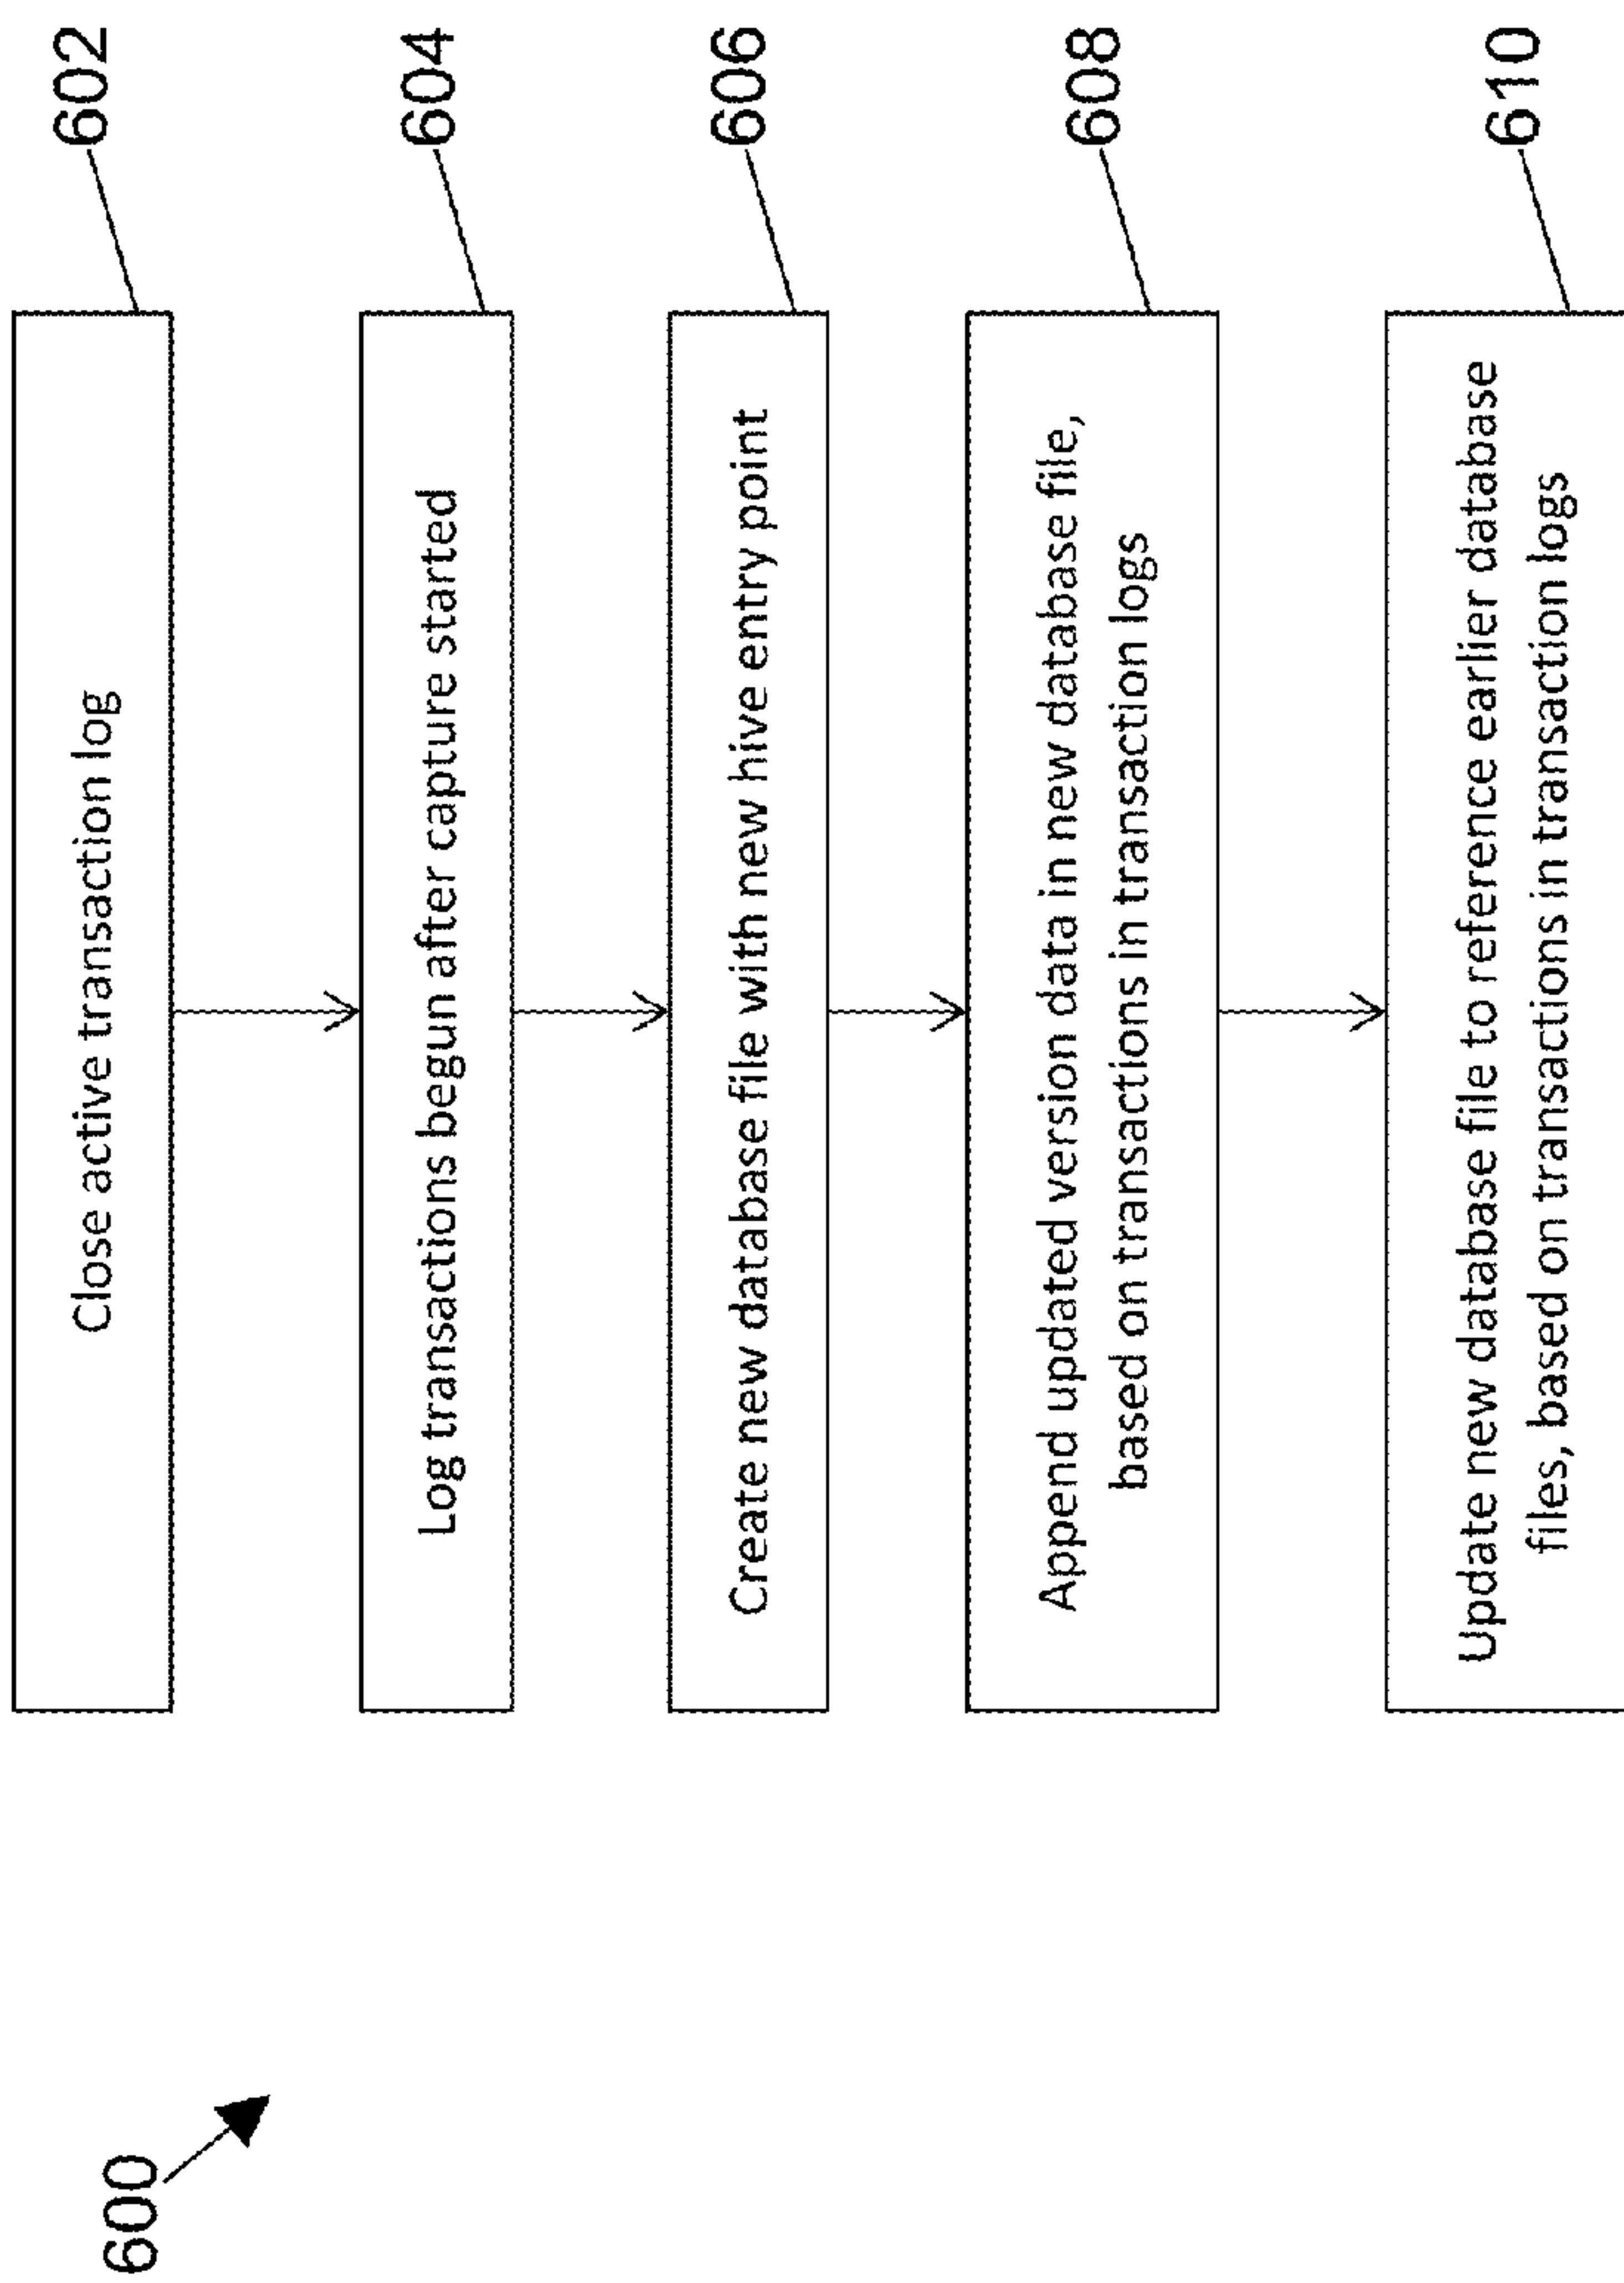 600
Close active transaction log
602
Log transactions begun after capture started
604
Create new database file with new hive entry point
606
Append updated version data in new database file,
based on transactions in transaction logs
608
Update new database file to reference earlier database
files, based on transactions in transaction logs
610